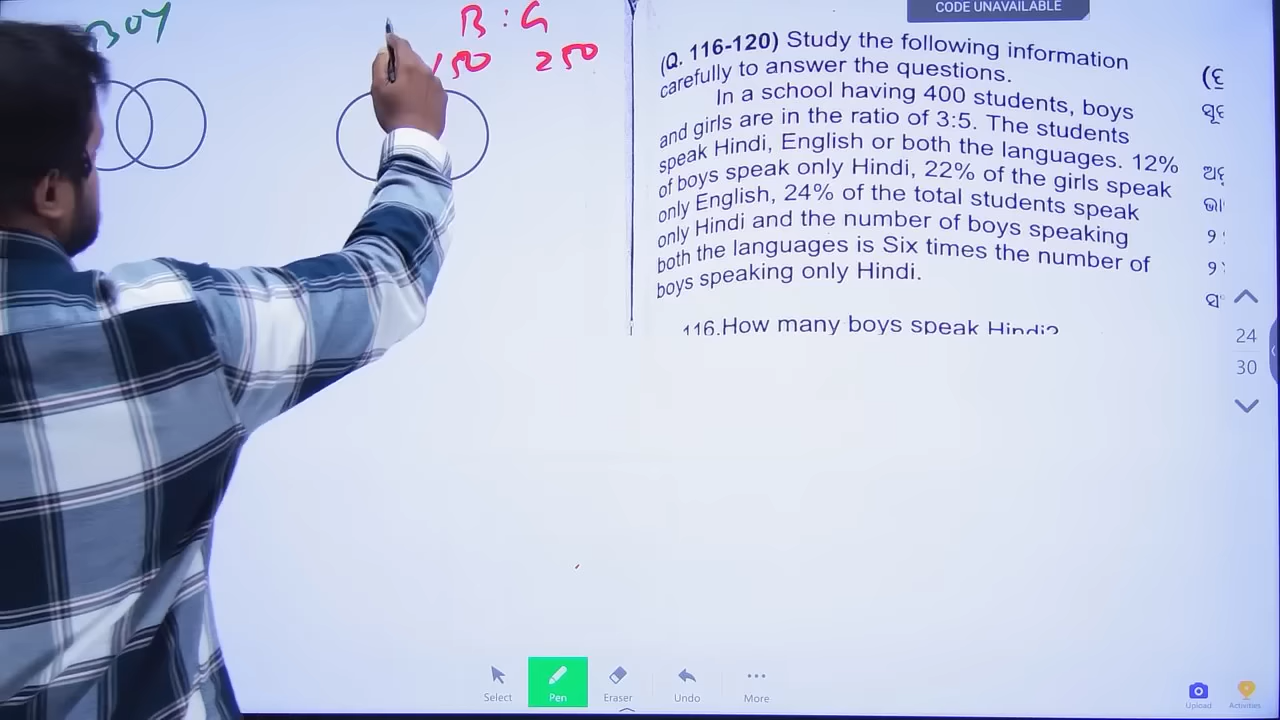 BOY
B : G
150 250
CODE UNAVAILABLE
(Q. 116-120) Study the following information
carefully to answer the questions.
In a school having 400 students, boys
and girls are in the ratio of 3:5. The students
speak Hindi, English or both the languages. 12%
of boys speak only Hindi, 22% of the girls speak
only English, 24% of the total students speak
only Hindi and the number of boys speaking
both the languages is Six times the number of
boys speaking only Hindi.
116.How many boys speak Hindi?
24
30
Select
Pen
Eraser
Undo
More
Upload
Activities